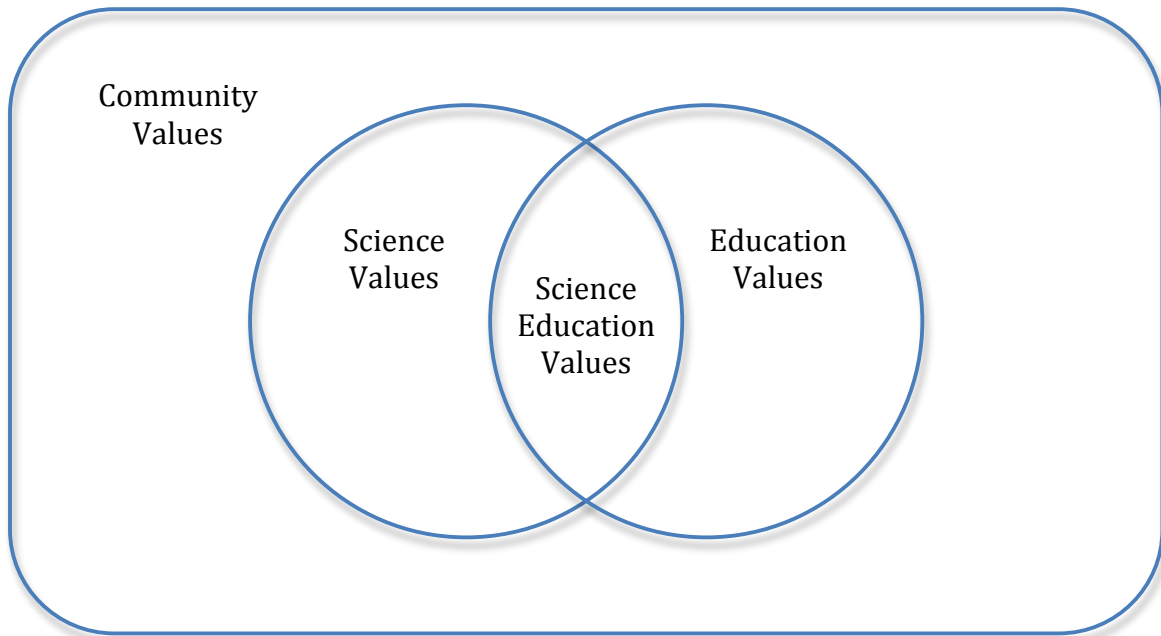 Community
Values
Science
Values
Education
Values
Science
Education
Values